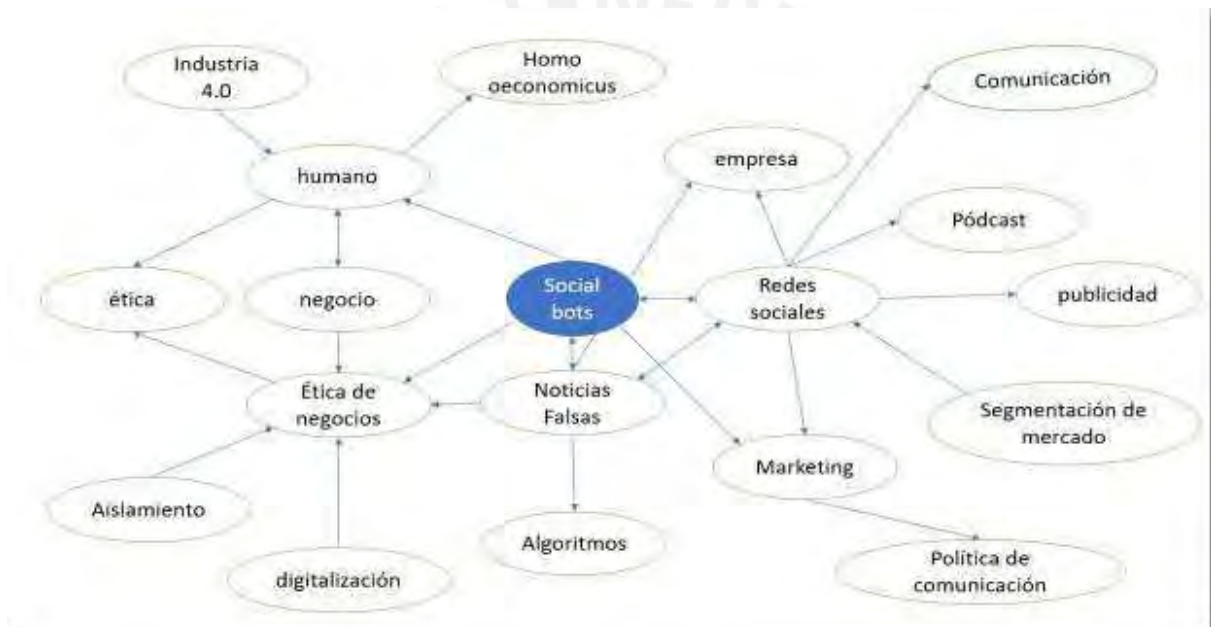 Industria
4.0
Homo
oeconomicus
Comunicación
empresa
humano
Pódcast
Social
bots
Redes
sociales
publicidad
ética
negocio
Ética de
negocios
Noticias
Falsas
Segmentación de
mercado
Marketing
Aislamiento
Algoritmos
Política de
comunicación
digitalización